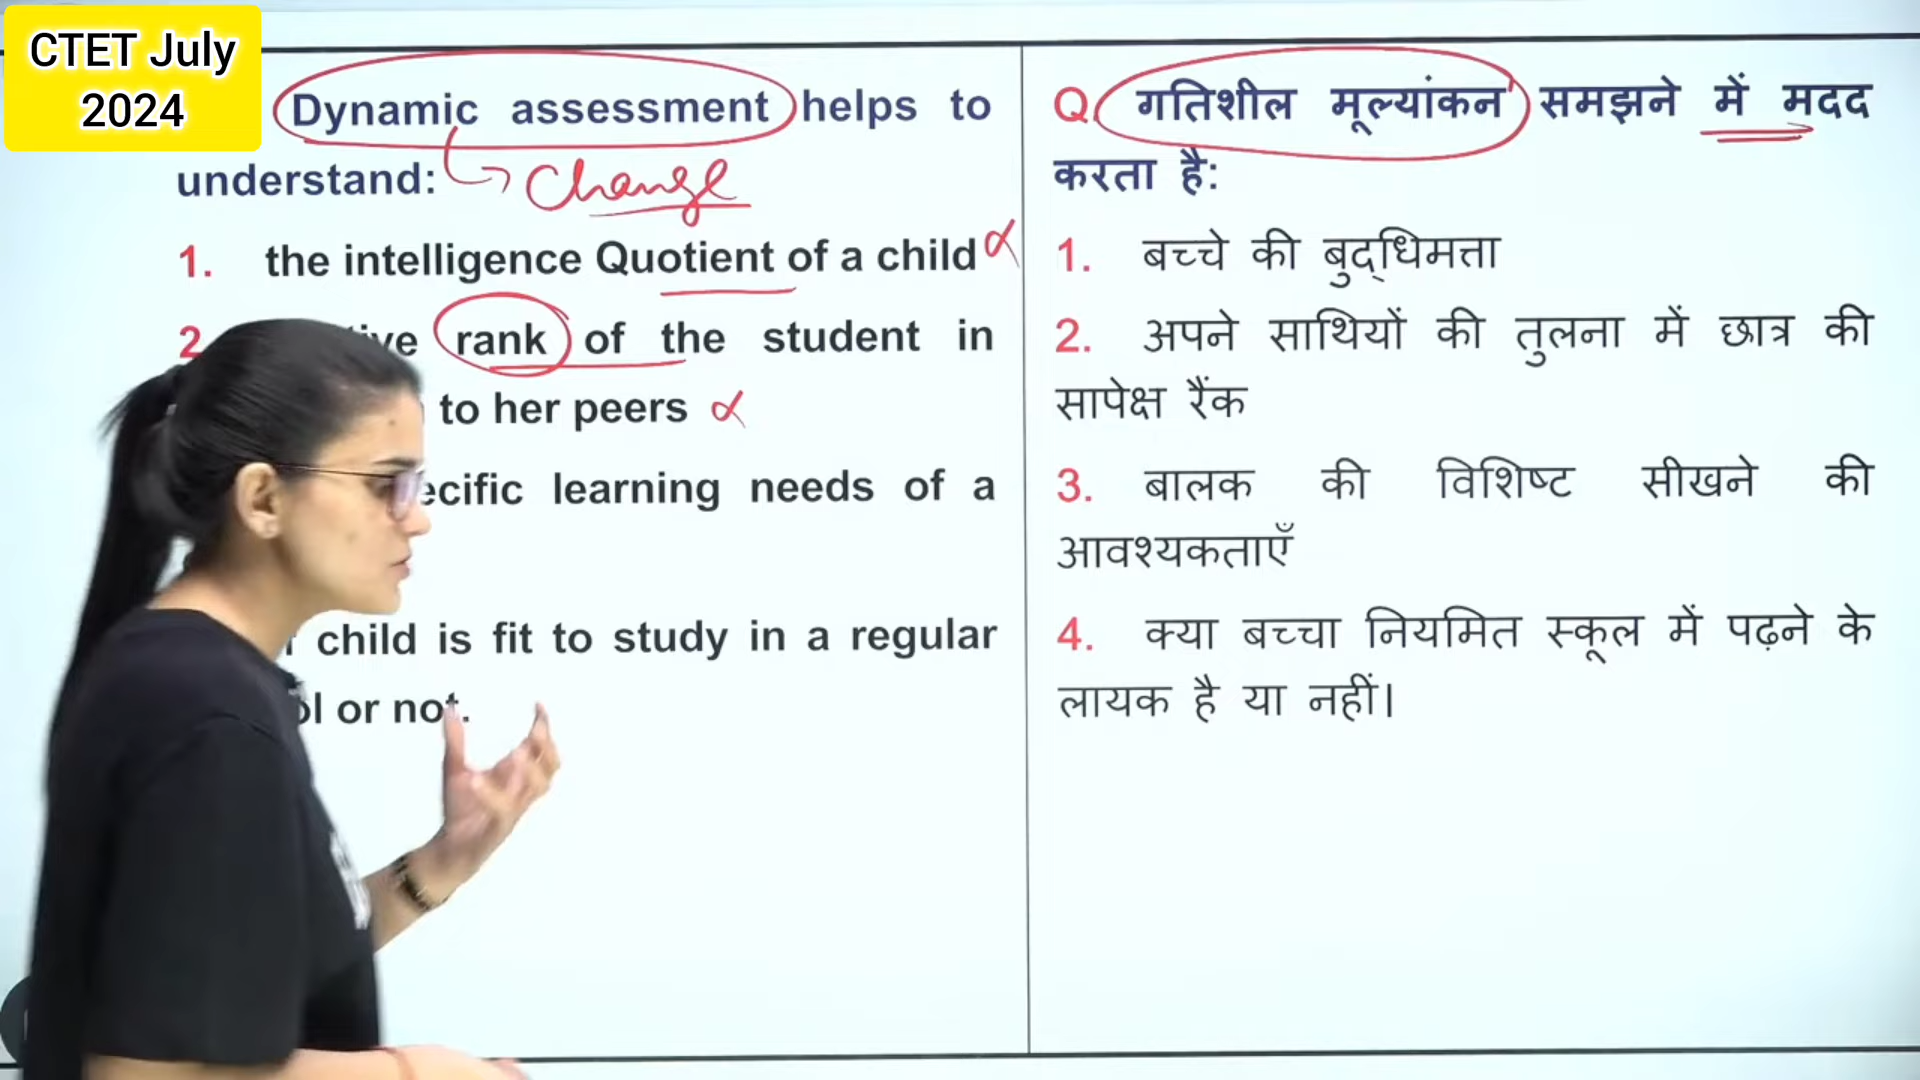 CTET July
2024
Dynamic assessment helps to
understand: Change
1. the intelligence Quotient of a child
2 rank of the student in
to her peers
learning needs of a
child is fit to study in a regular
or not.
Q. गतिशील मूल्यांकन समझने में मदद
करता है:
1. बच्चे की बुद्धिमत्ता
2. अपने साथियों की तुलना में छात्र की
सापेक्ष रैंक
3. बालक की विशिष्ट सीखने की
आवश्यकताएँ
4. क्या बच्चा नियमित स्कूल में पढ़ने के
लायक है या नहीं।